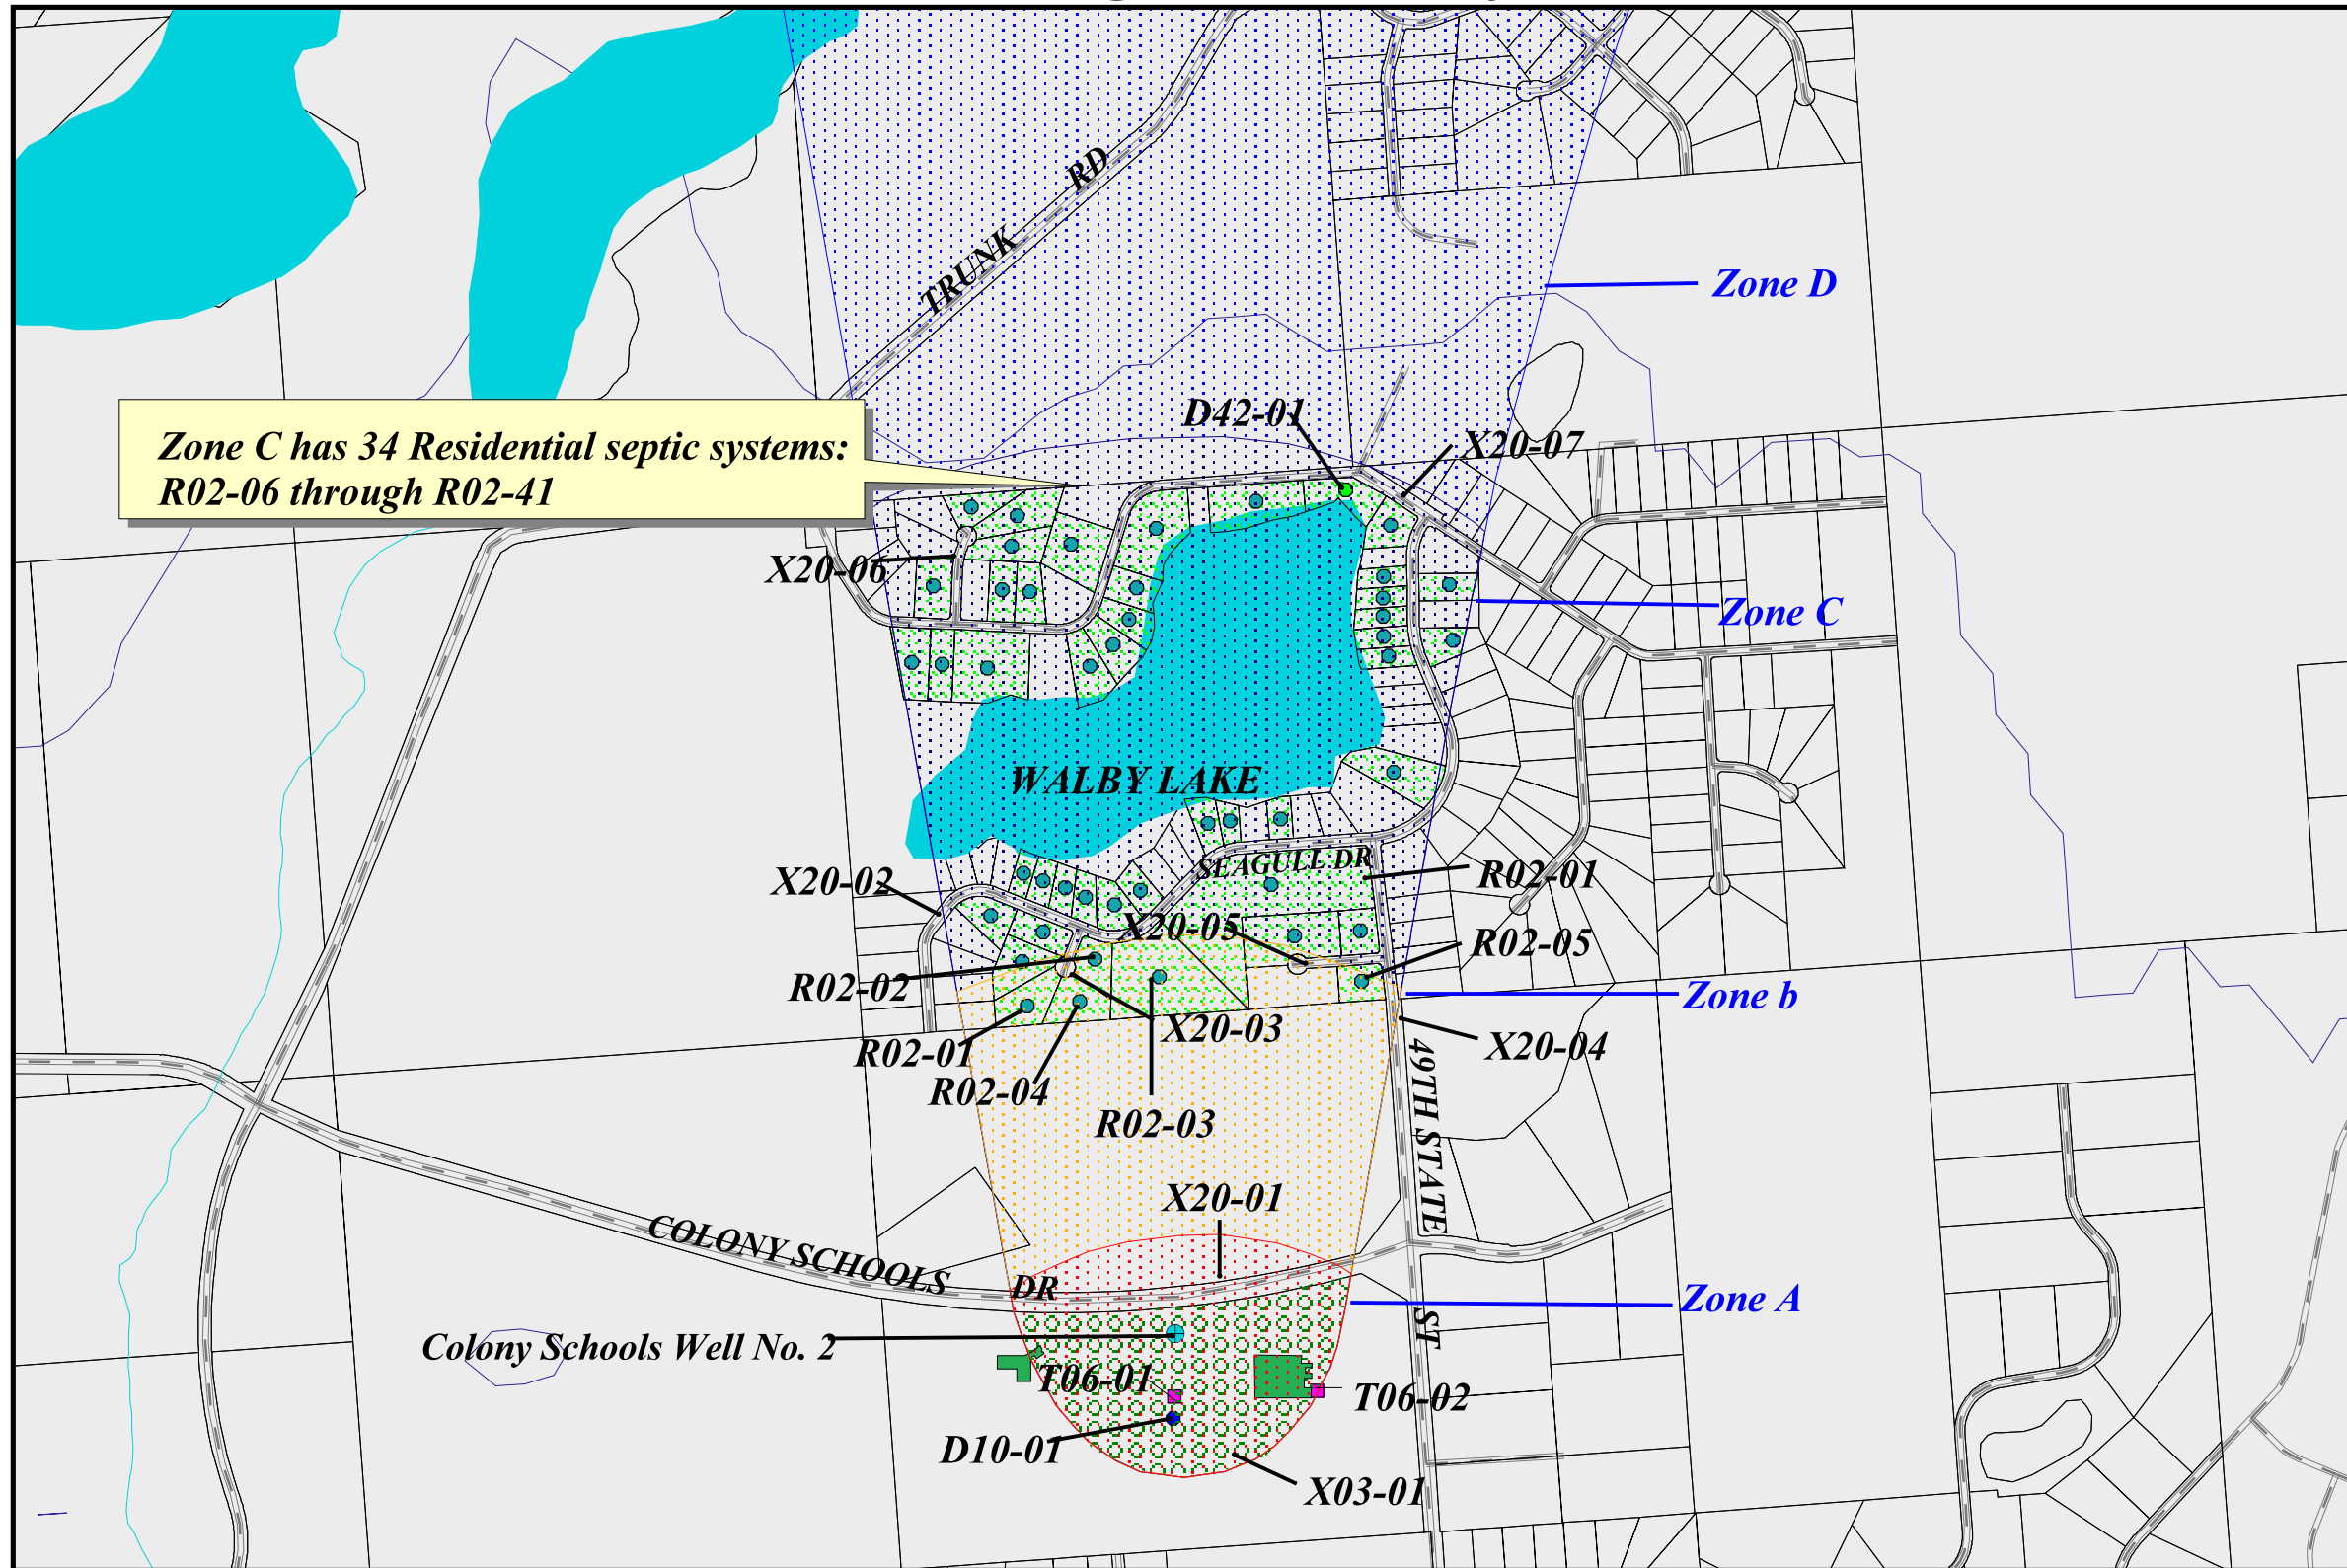 RD
TRUNK
Zone D
D42-01
X20-07
Zone C has 34 Residential septic systems:
R02-06 through R02-41
X20-06
Zone C
WALBY LAKE
SEAGULL DR
X20-02
R02-01
X20-05
R02-05
R02-02
Zone b
X20-03
X20-04
R02-01
R02-04
R02-03
49TH STATE
X20-01
COLONY SCHOOLS
DR
Zone A
ST
Colony Schools Well No. 2
T06-01
T06-02
D10-01
X03-01